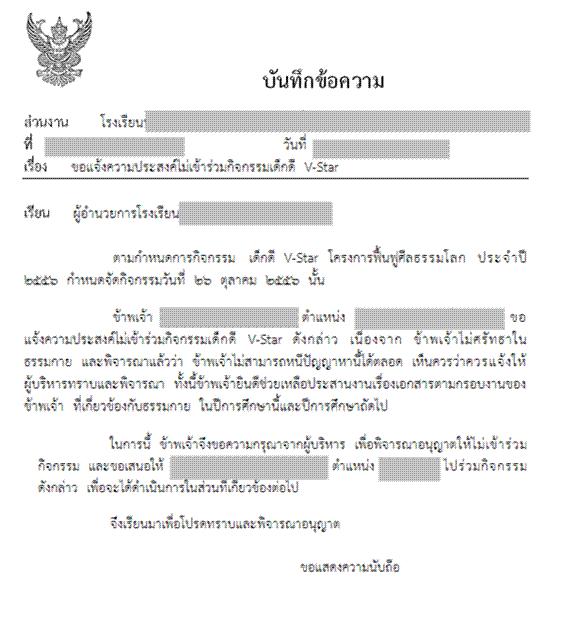 บันทึกข้อความ
ส่วนงาน โรงเรียน
ที่ วันที่
เรื่อง ขอแจ้งความประสงค์ไม่เข้าร่วมกิจกรรมเด็กดี V-Star
เรียน ผู้อำนวยการโรงเรียน
ตามกำหนดการกิจกรรม เด็กดี V-Star โครงการฟื้นฟูศีลธรรมโลก ประจำปี
๒๕๕๖ กำหนดจัดกิจกรรมวันที่ ๒๖ ตุลาคม ๒๕๕๖ นั้น
ข้าพเจ้า ตำแหน่ง ขอ
แจ้งความประสงค์ไม่เข้าร่วมกิจกรรมเด็กดี V-Star ดังกล่าว เนื่องจาก ข้าพเจ้าไม่ศรัทธาใน
ธรรมกาย และพิจารณาแล้วว่า ข้าพเจ้าไม่สามารถหนีปัญญาหานี้ได้ตลอด เห็นควรว่าควรแจ้งให้
ผู้บริหารทราบและพิจารณา ทั้งนี้ข้าพเจ้ายินดีช่วยเหลือประสานงานเรื่องเอกสารตามกรอบงานของ
ข้าพเจ้า ที่เกี่ยวข้องกับธรรมกาย ในปีการศึกษานี้และปีการศึกษาถัดไป
ในการนี้ ข้าพเจ้าจึงขอความกรุณาจากผู้บริหาร เพื่อพิจารณาอนุญาตให้ไม่เข้าร่วม
กิจกรรม และขอเสนอให้ ตำแหน่ง ไปร่วมกิจกรรม
ดังกล่าว เพื่อจะได้ดำเนินการในส่วนที่เกี่ยวข้องต่อไป
จึงเรียนมาเพื่อโปรดทราบและพิจารณาอนุญาต
ขอแสดงความนับถือ